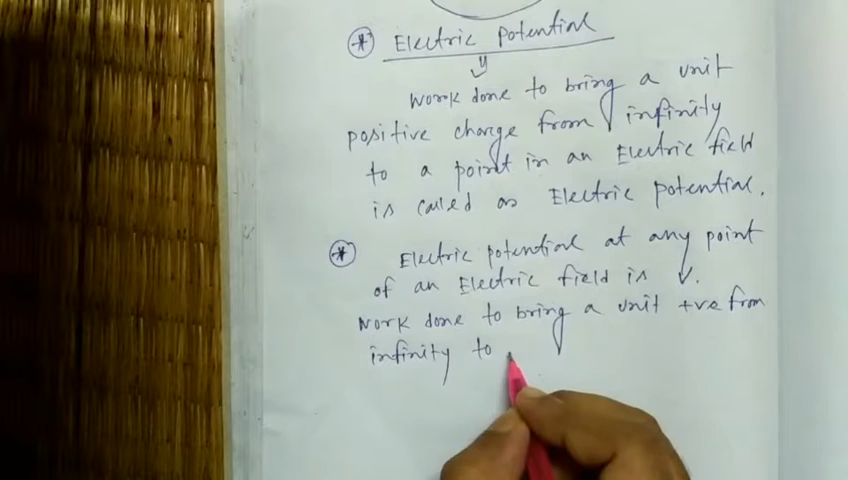 * Electric Potential
Work done to bring a unit
positive charge from infinity
to a point in an Electric field
is called as Electric potential.
* Electric potential at any point
of an Electric field is V.
Work done to bring a unit +ve from
infinity to